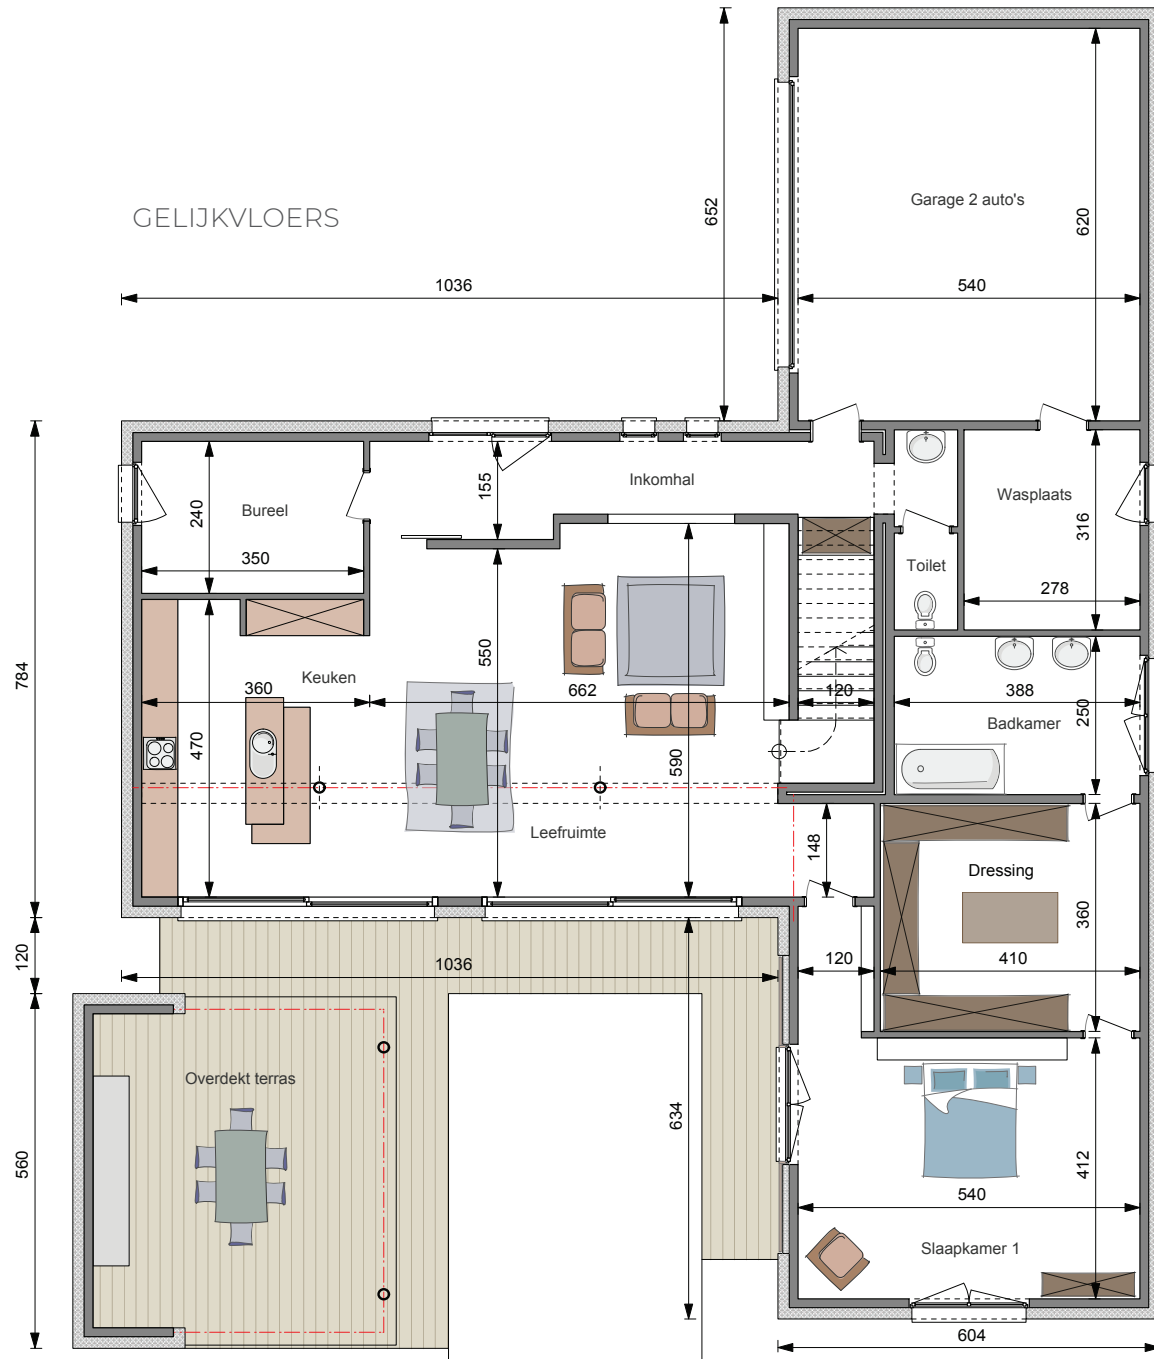 GELIJKVLOERS
652
Garage 2 auto's
620
1036
540
784
Bureel
240
350
155
Inkomhal
Wasplaats
316
Toilet
278
550
Keuken
360
662
120
388
250
Badkamer
470
590
Leefruimte
148
Dressing
360
120
1036
120
410
Overdekt terras
560
634
412
540
Slaapkamer 1
604